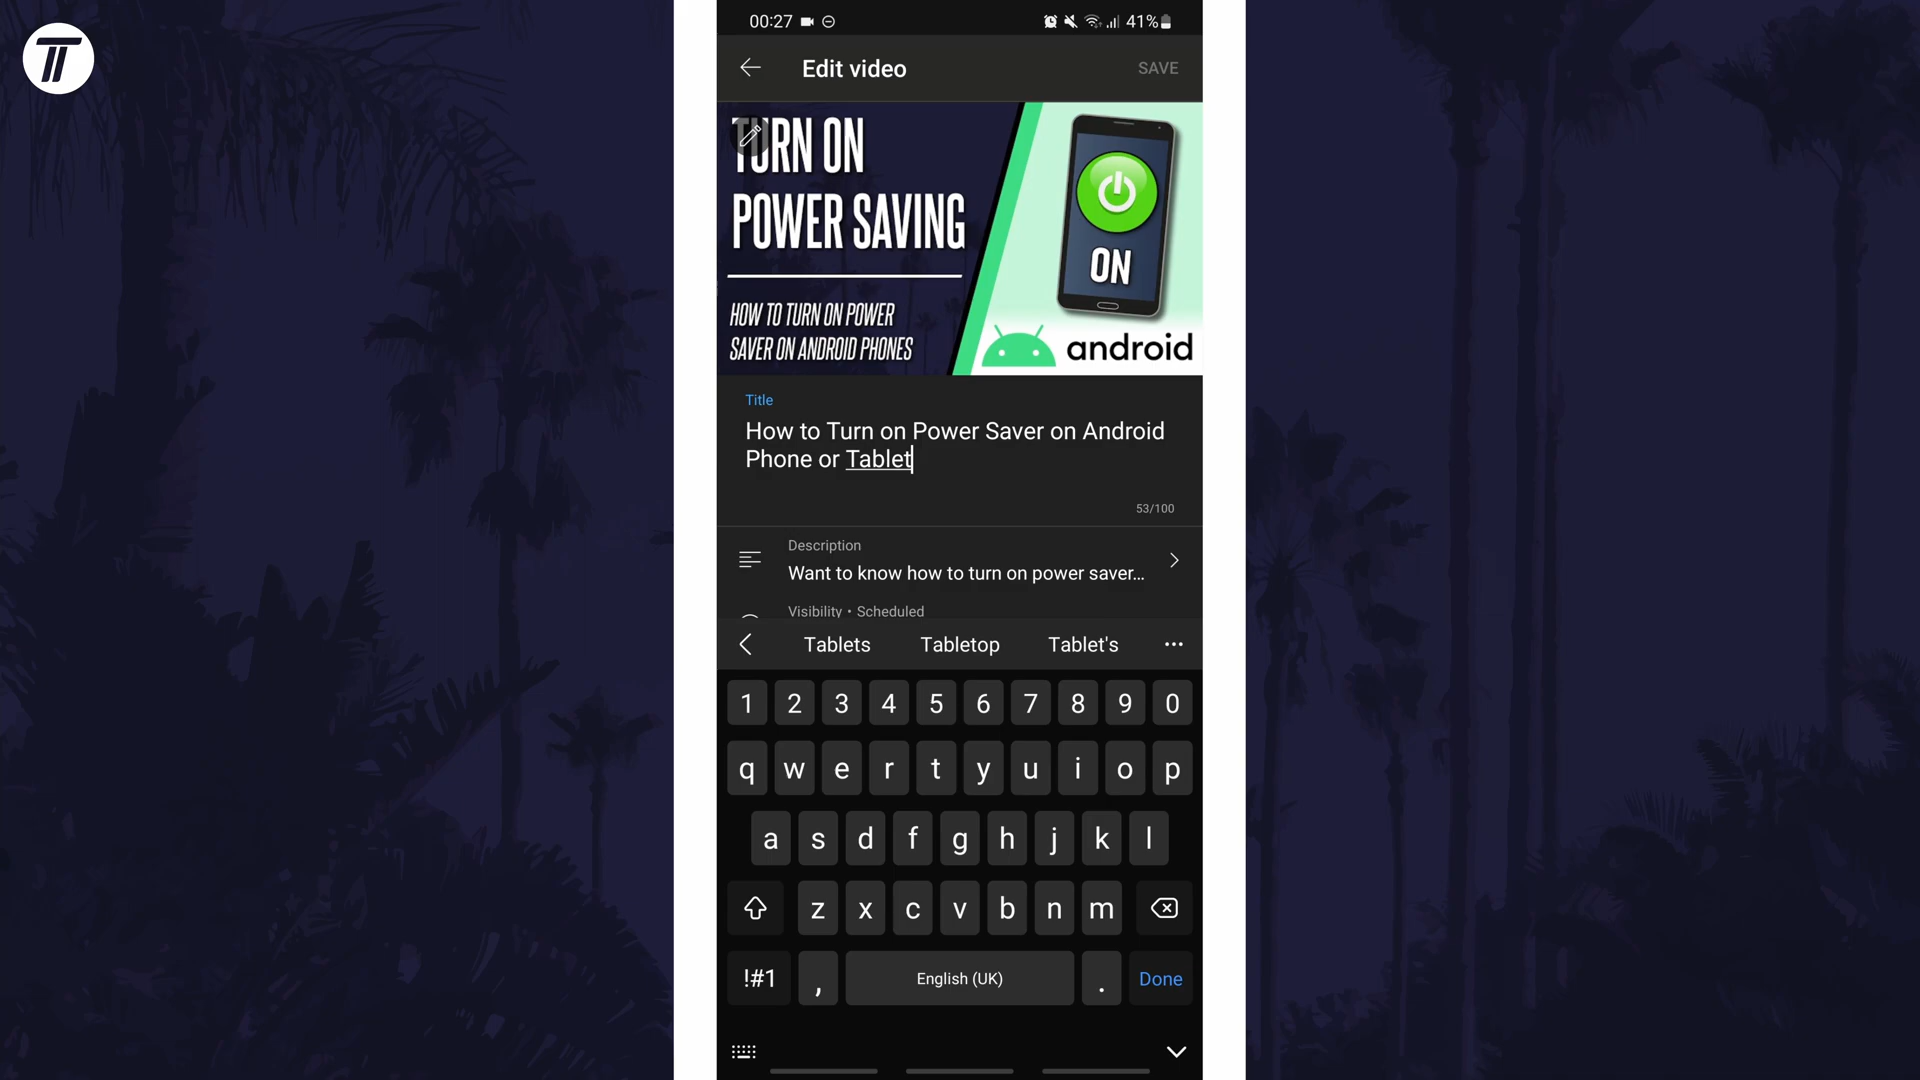 00:27
41%
Edit video
SAVE
TURN ON
POWER SAVING
HOW TO TURN ON POWER
SAVER ON ANDROID PHONES
ON
android
Title
How to Turn on Power Saver on Android
Phone or Tablet
53/100
Description
Want to know how to turn on power saver...
Visibility • Scheduled
Tablets Tabletop Tablet's
1 2 3 4 5 6 7 8 9 0
q w e r t y u i o p
a s d f g h j k l
z x c v b n m
!#1 , English (UK) . Done